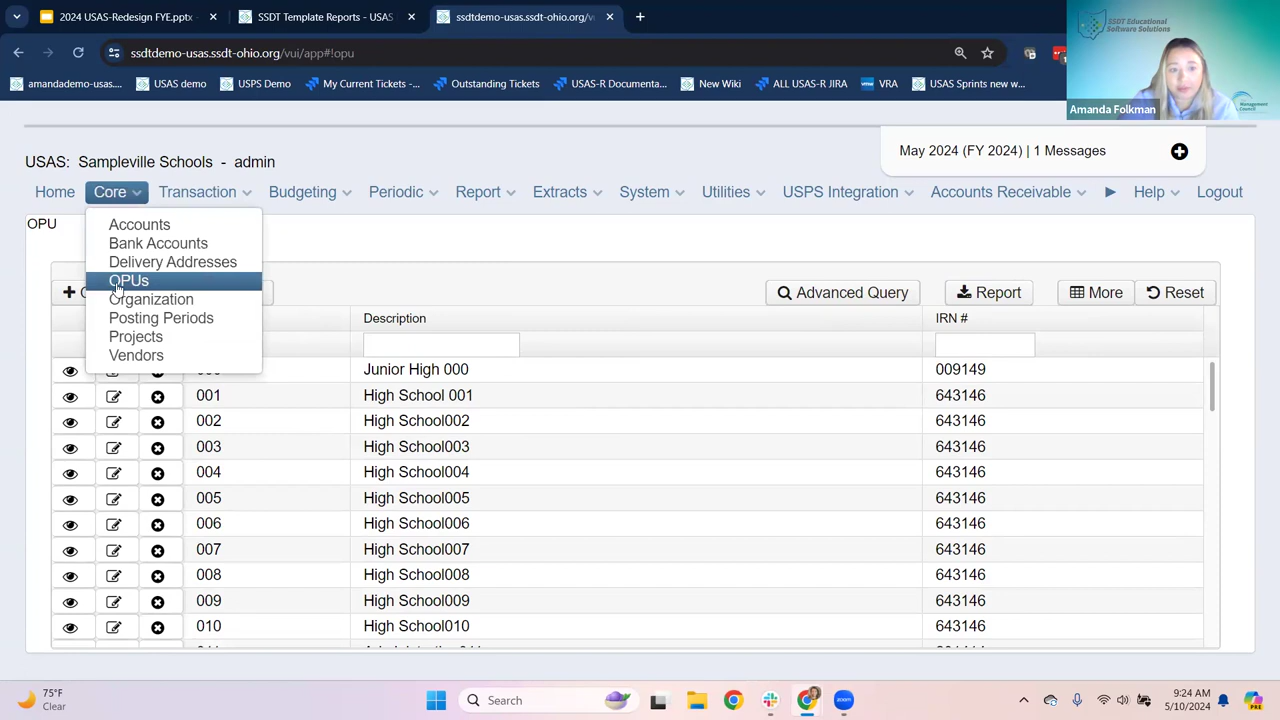 2024 USAS-Redesign FYE.pptx
SSDT Template Reports - USAS
ssdtdemo-usas.ssdt-ohio.org/v
ssdtdemo-usas.ssdt-ohio.org/vui/app#!opu
amandademo-usas....
USAS demo
USPS Demo
My Current Tickets -...
Outstanding Tickets
USAS-R Documenta...
New Wiki
ALL USAS-R JIRA
VRA
USAS Sprints new w...
SSDT Educational
Software Solutions
Amanda Folkman
Management
Council
USAS: Sampleville Schools - admin
May 2024 (FY 2024) | 1 Messages
Home Core Transaction Budgeting Periodic Report Extracts System Utilities USPS Integration Accounts Receivable Help Logout
OPU
Accounts
Bank Accounts
Delivery Addresses
OPUs
Organization
Posting Periods
Projects
Vendors
Advanced Query
Report
More
Reset
Description IRN #
Junior High 000 009149
001 High School 001 643146
002 High School002 643146
003 High School003 643146
004 High School004 643146
005 High School005 643146
006 High School006 643146
007 High School007 643146
008 High School008 643146
009 High School009 643146
010 High School010 643146
75°F
Clear
Search
9:24 AM
5/10/2024
zoom
PRE